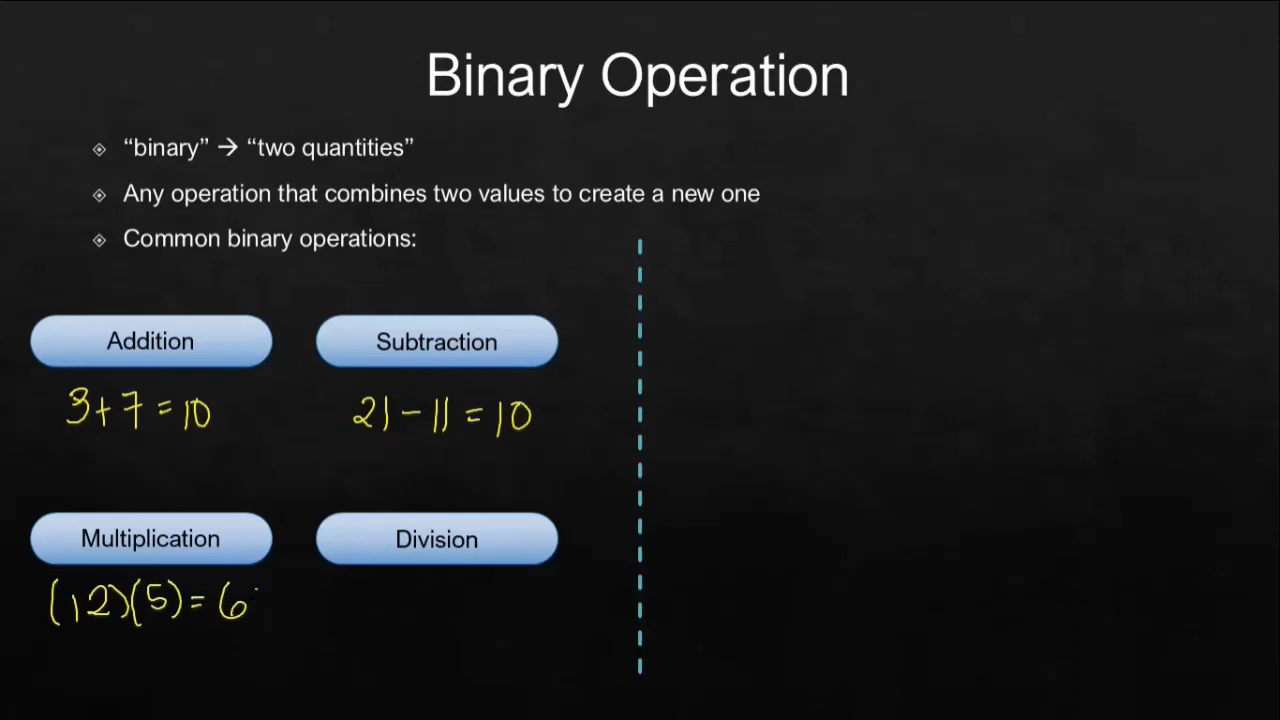 Binary Operation
“binary” → “two quantities”
Any operation that combines two values to create a new one
Common binary operations:
Addition
Subtraction
3+7=10
21-11=10
Multiplication
Division
(12)(5)=6